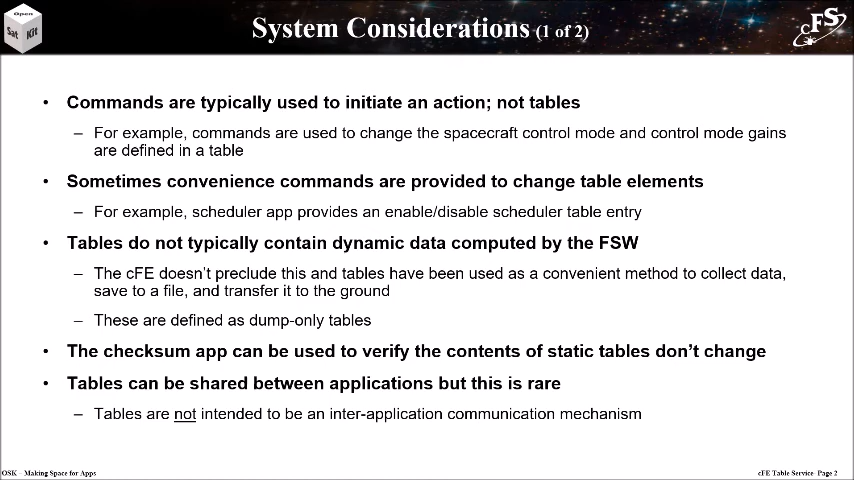 Open
Sat Kit
System Considerations (1 of 2)
cFS
• Commands are typically used to initiate an action; not tables
– For example, commands are used to change the spacecraft control mode and control mode gains
are defined in a table
• Sometimes convenience commands are provided to change table elements
– For example, scheduler app provides an enable/disable scheduler table entry
• Tables do not typically contain dynamic data computed by the FSW
– The cFE doesn't preclude this and tables have been used as a convenient method to collect data,
save to a file, and transfer it to the ground
– These are defined as dump-only tables
• The checksum app can be used to verify the contents of static tables don't change
• Tables can be shared between applications but this is rare
– Tables are not intended to be an inter-application communication mechanism
OSK – Making Space for Apps
cFE Table Service- Page 2